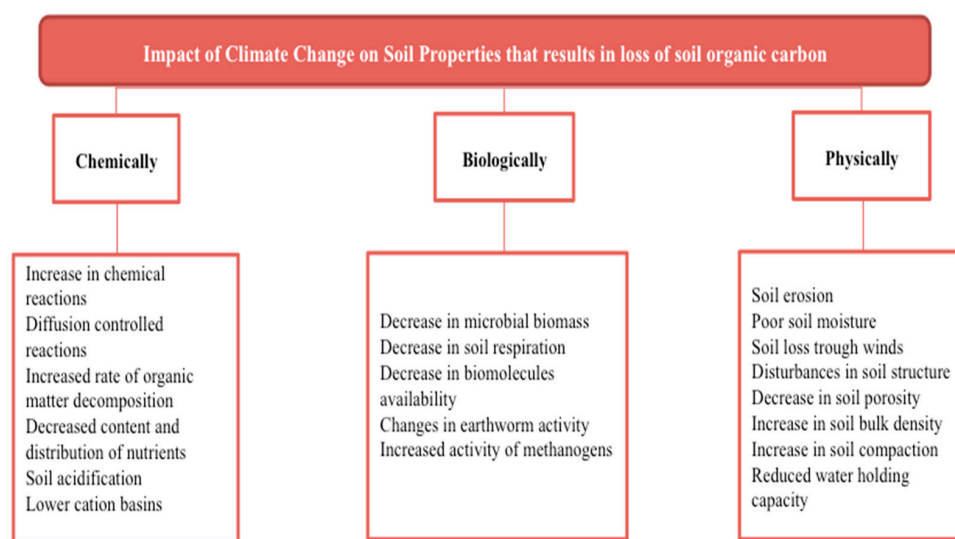 Impact of Climate Change on Soil Properties that results in loss of soil organic carbon
Chemically
Biologically
Physically
Increase in chemical
reactions
Diffusion controlled
reactions
Increased rate of organic
matter decomposition
Decreased content and
distribution of nutrients
Soil acidification
Lower cation basins
Decrease in microbial biomass
Decrease in soil respiration
Decrease in biomolecules
availability
Changes in earthworm activity
Increased activity of methanogens
Soil erosion
Poor soil moisture
Soil loss trough winds
Disturbances in soil structure
Decrease in soil porosity
Increase in soil bulk density
Increase in soil compaction
Reduced water holding
capacity